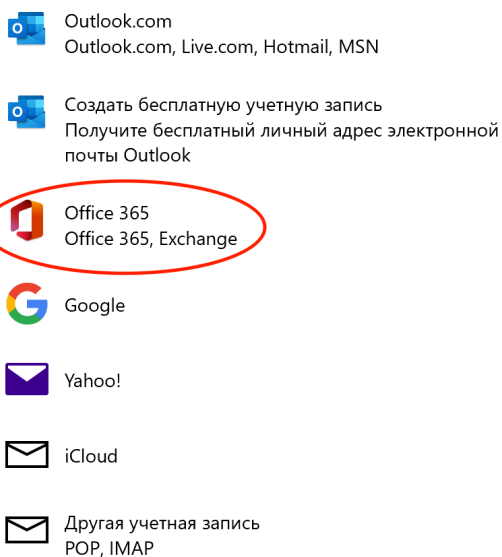 Outlook.com
Outlook.com, Live.com, Hotmail, MSN
Создать бесплатную учетную запись
Получите бесплатный личный адрес электронной
почты Outlook
Office 365
Office 365, Exchange
Google
Yahoo!
iCloud
Другая учетная запись
POP, IMAP